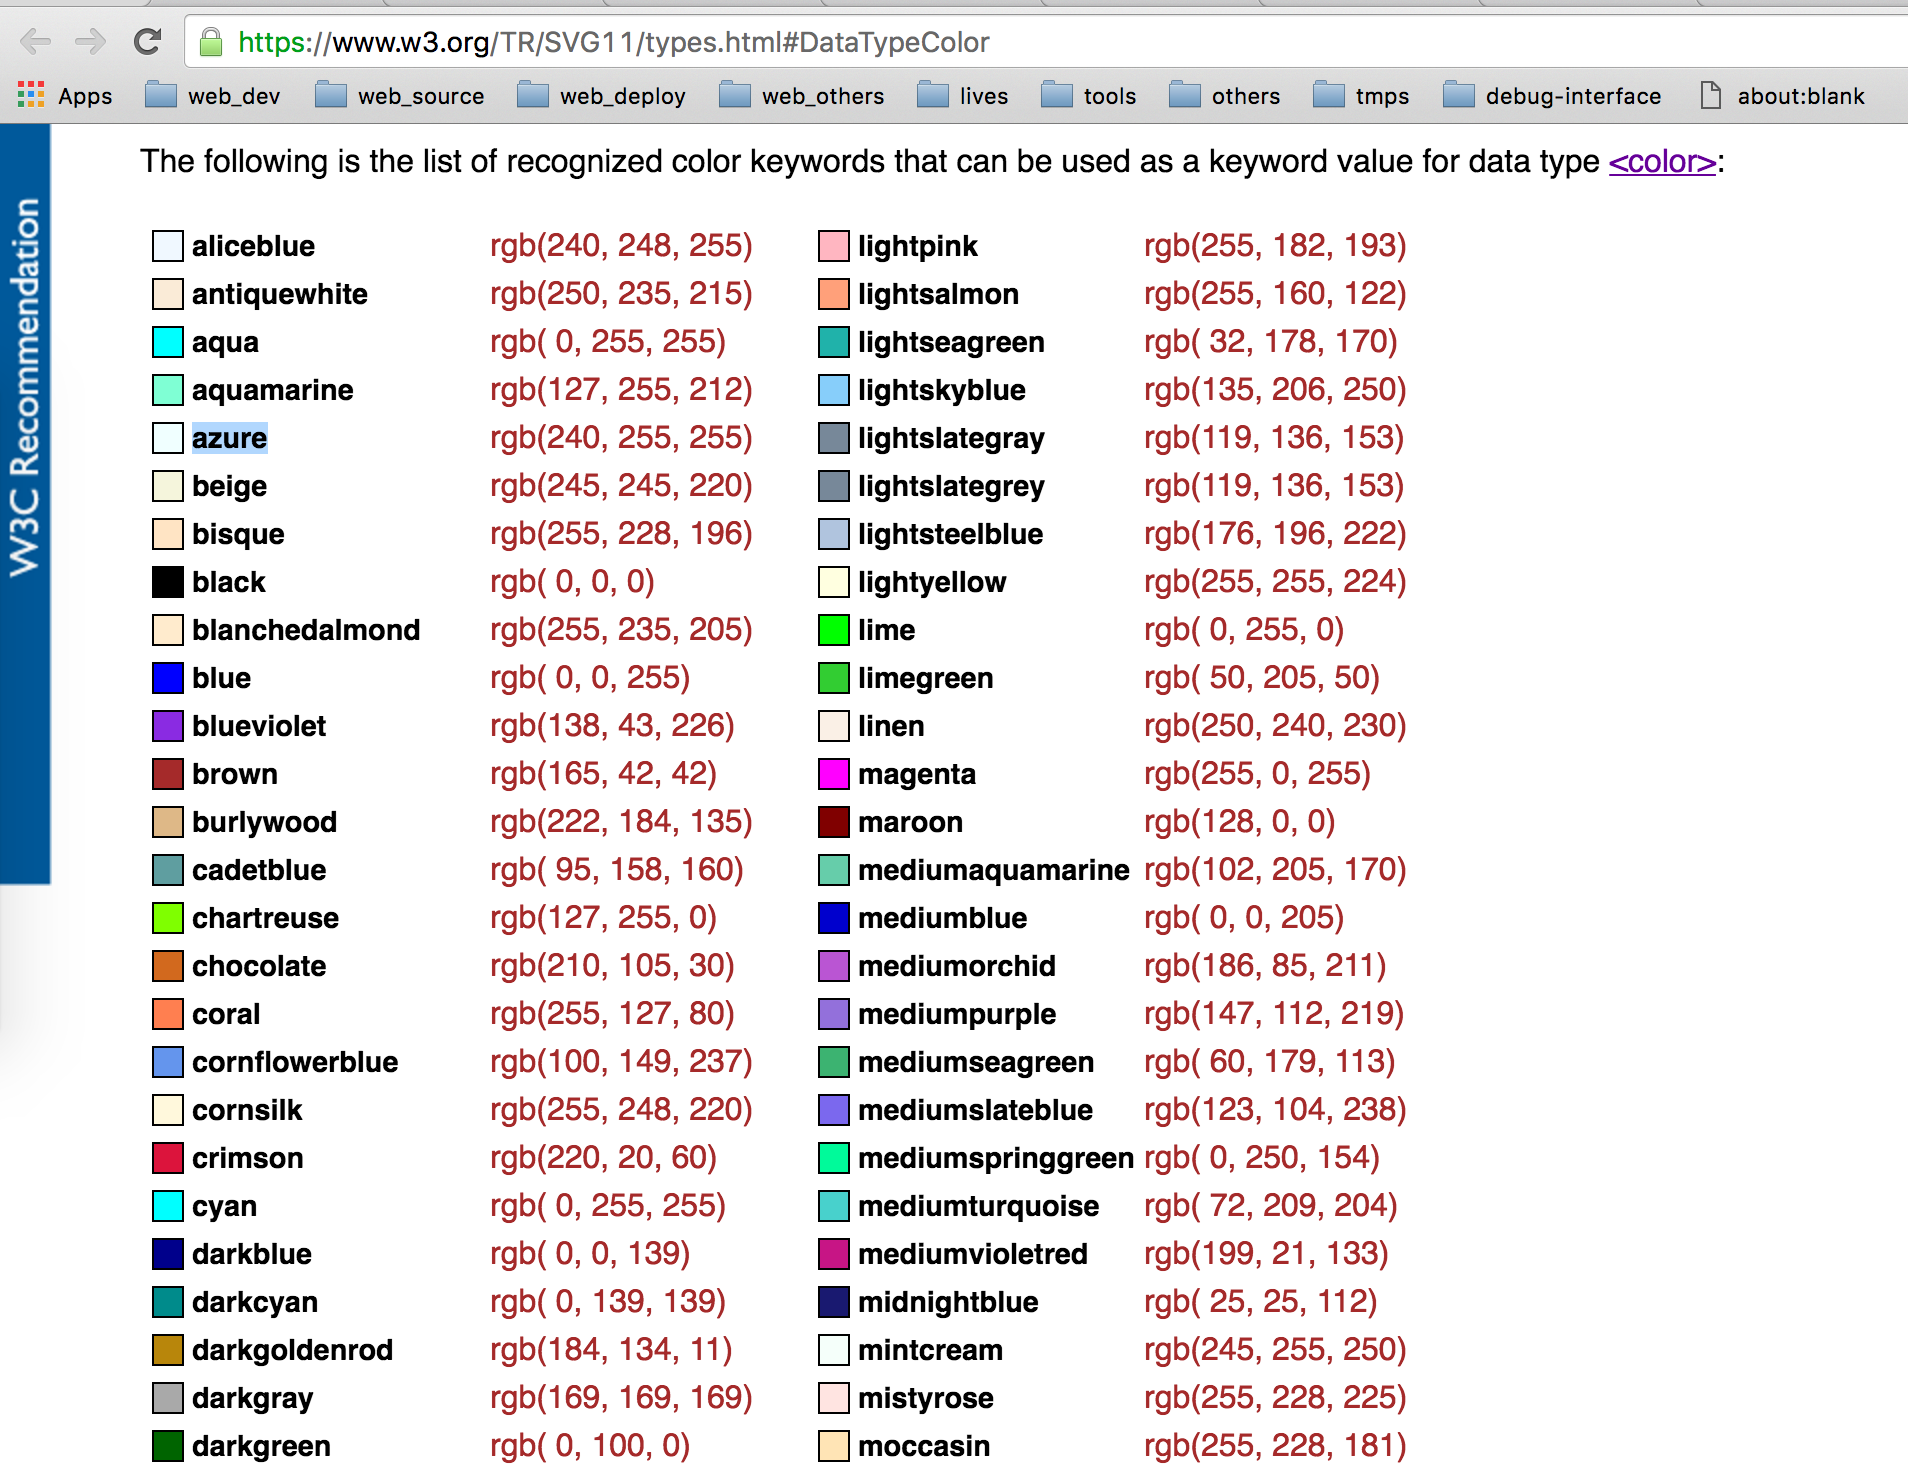 https://www.w3.org/TR/SVG11/types.html#DataTypeColor
Apps web_dev web_source web_deploy web_others lives tools others tmps debug-interface about:blank
W3C Recommendation
The following is the list of recognized color keywords that can be used as a keyword value for data type <color>:
aliceblue rgb(240, 248, 255) lightpink rgb(255, 182, 193)
antiquewhite rgb(250, 235, 215) lightsalmon rgb(255, 160, 122)
aqua rgb( 0, 255, 255) lightseagreen rgb( 32, 178, 170)
aquamarine rgb(127, 255, 212) lightskyblue rgb(135, 206, 250)
azure rgb(240, 255, 255) lightslategray rgb(119, 136, 153)
beige rgb(245, 245, 220) lightslategrey rgb(119, 136, 153)
bisque rgb(255, 228, 196) lightsteelblue rgb(176, 196, 222)
black rgb( 0, 0, 0) lightyellow rgb(255, 255, 224)
blanchedalmond rgb(255, 235, 205) lime rgb( 0, 255, 0)
blue rgb( 0, 0, 255) limegreen rgb( 50, 205, 50)
blueviolet rgb(138, 43, 226) linen rgb(250, 240, 230)
brown rgb(165, 42, 42) magenta rgb(255, 0, 255)
burlywood rgb(222, 184, 135) maroon rgb(128, 0, 0)
cadetblue rgb( 95, 158, 160) mediumaquamarine rgb(102, 205, 170)
chartreuse rgb(127, 255, 0) mediumblue rgb( 0, 0, 205)
chocolate rgb(210, 105, 30) mediumorchid rgb(186, 85, 211)
coral rgb(255, 127, 80) mediumpurple rgb(147, 112, 219)
cornflowerblue rgb(100, 149, 237) mediumseagreen rgb( 60, 179, 113)
cornsilk rgb(255, 248, 220) mediumslateblue rgb(123, 104, 238)
crimson rgb(220, 20, 60) mediumspringgreen rgb( 0, 250, 154)
cyan rgb( 0, 255, 255) mediumturquoise rgb( 72, 209, 204)
darkblue rgb( 0, 0, 139) mediumvioletred rgb(199, 21, 133)
darkcyan rgb( 0, 139, 139) midnightblue rgb( 25, 25, 112)
darkgoldenrod rgb(184, 134, 11) mintcream rgb(245, 255, 250)
darkgray rgb(169, 169, 169) mistyrose rgb(255, 228, 225)
darkgreen rgb( 0, 100, 0) moccasin rgb(255, 228, 181)